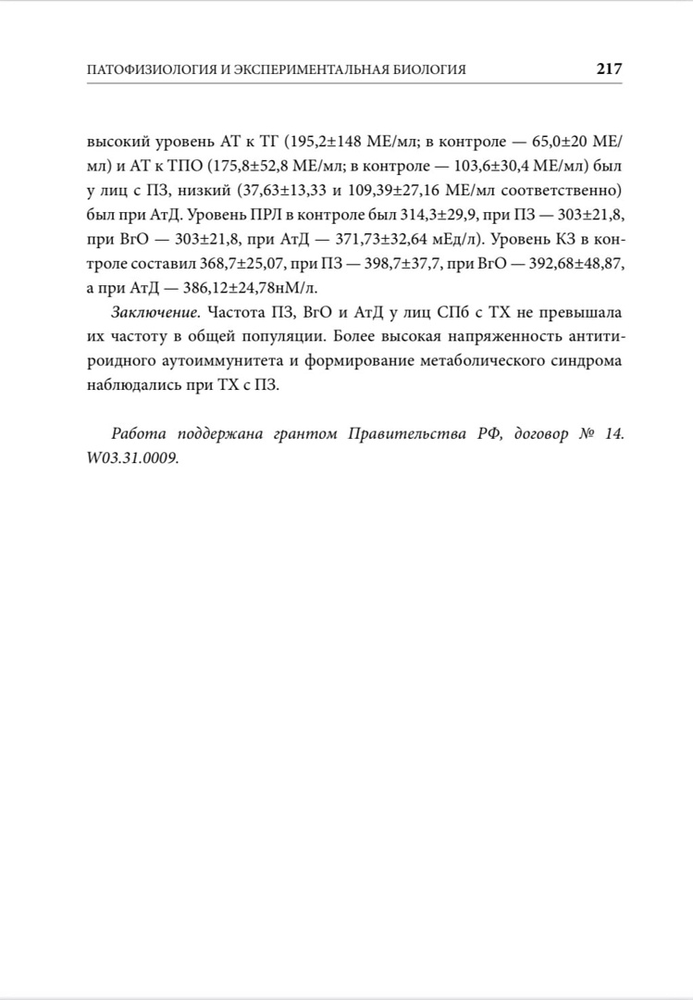 ПАТОФИЗИОЛОГИЯ И ЭКСПЕРИМЕНТАЛЬНАЯ БИОЛОГИЯ 217
высокий уровень АТ к ТГ (195,2±148 МЕ/мл; в контроле — 65,0±20 МЕ/
мл) и АТ к ТПО (175,8±52,8 МЕ/мл; в контроле — 103,6±30,4 МЕ/мл) был
у лиц с ПЗ, низкий (37,63±13,33 и 109,39±27,16 МЕ/мл соответственно)
был при АтД. Уровень ПРЛ в контроле был 314,3±29,9, при ПЗ — 303±21,8,
при ВгО — 303±21,8, при АтД — 371,73±32,64 мЕд/л). Уровень КЗ в кон-
троле составил 368,7±25,07, при ПЗ — 398,7±37,7, при ВгО — 392,68±48,87,
а при АтД — 386,12±24,78нМ/л.
Заключение. Частота ПЗ, ВгО и АтД у лиц СПб с ТХ не превышала
их частоту в общей популяции. Более высокая напряженность антити-
роидного аутоиммунитета и формирование метаболического синдрома
наблюдались при ТХ с ПЗ.
Работа поддержана грантом Правительства РФ, договор № 14.
W03.31.0009.